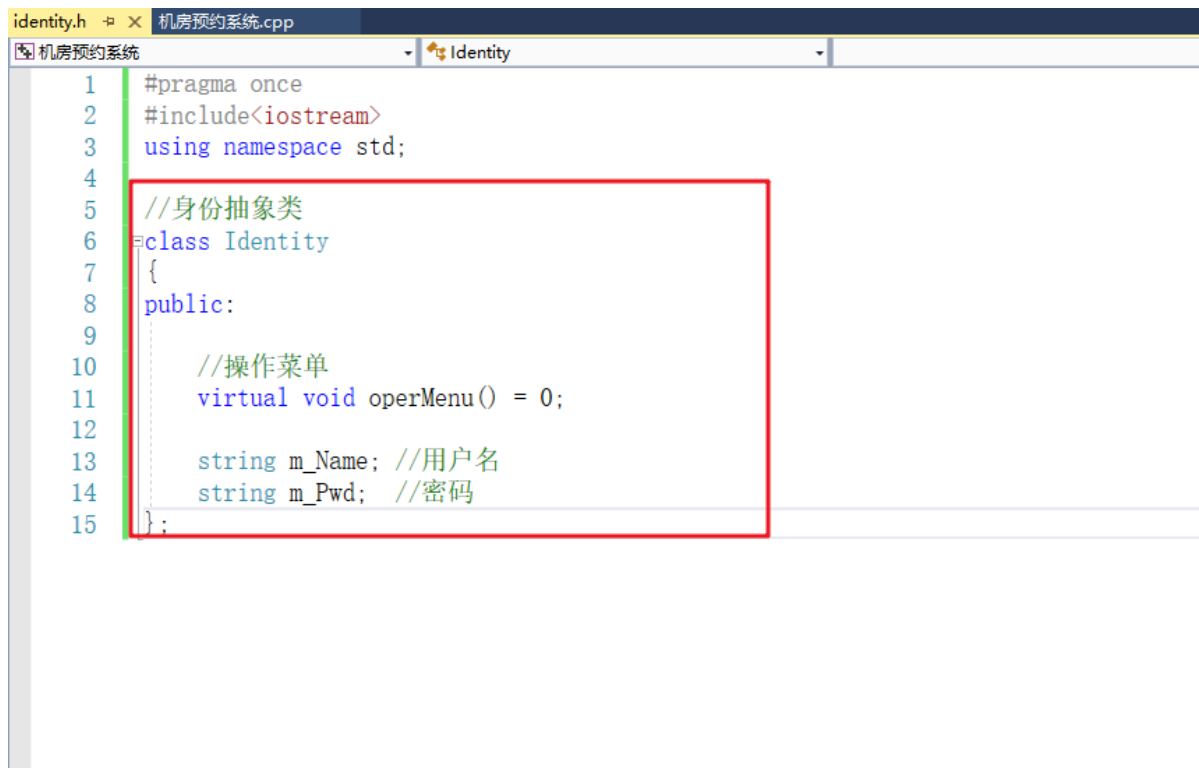 identity.h 机房预约系统.cpp
机房预约系统 Identity
1 #pragma once
2 #include<iostream>
3 using namespace std;
4
5 //身份抽象类
6 class Identity
7 {
8 public:
9
10 //操作菜单
11 virtual void operMenu() = 0;
12
13 string m_Name; //用户名
14 string m_Pwd;  //密码
15 };